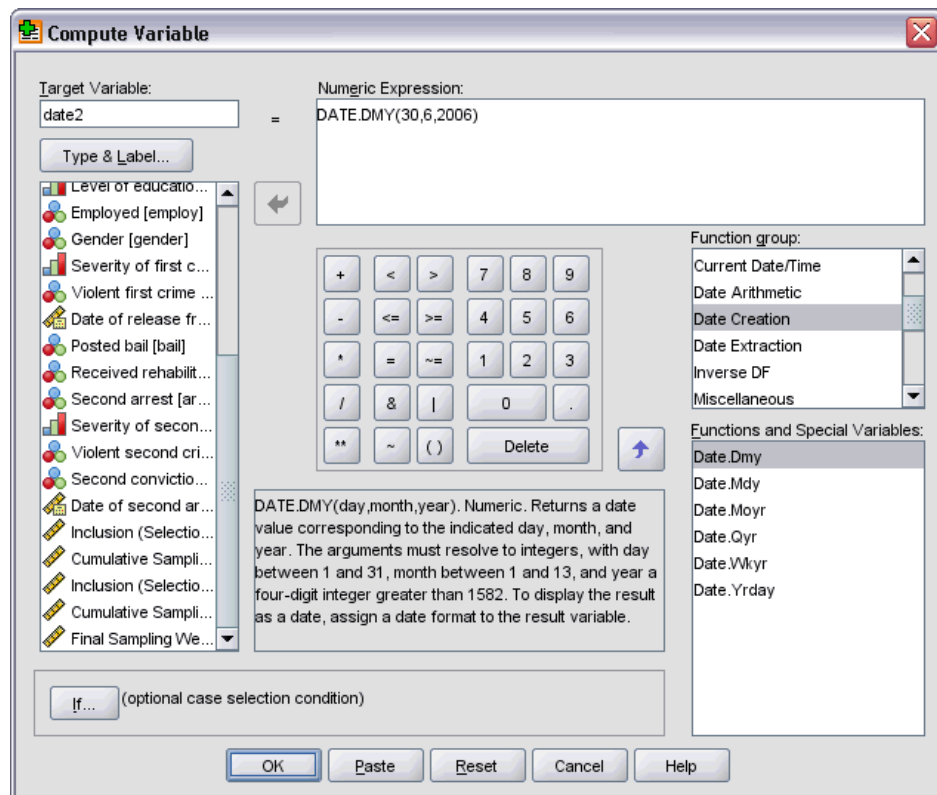 Compute Variable
Target Variable:
date2
=
Numeric Expression:
DATE.DMY(30,6,2006)
Type & Label...
Level of educatio...
Employed [employ]
Gender [gender]
Severity of first c...
Violent first crime ...
Date of release fr...
Posted bail [bail]
Received rehabilit...
Second arrest [ar...
Severity of secon...
Violent second cri...
Second convictio...
Date of second ar...
Inclusion (Selectio...
Cumulative Sampli...
Inclusion (Selectio...
Cumulative Sampli...
Final Sampling We...
+ < > 7 8 9
- <= >= 4 5 6
* = ~= 1 2 3
/ & | 0 .
** ~ ( ) Delete
DATE.DMY(day,month,year). Numeric. Returns a date
value corresponding to the indicated day, month, and
year. The arguments must resolve to integers, with day
between 1 and 31, month between 1 and 13, and year a
four-digit integer greater than 1582. To display the result
as a date, assign a date format to the result variable.
Function group:
Current Date/Time
Date Arithmetic
Date Creation
Date Extraction
Inverse DF
Miscellaneous
Functions and Special Variables:
Date.Dmy
Date.Mdy
Date.Moyr
Date.Qyr
Date.Wkyr
Date.Yrday
If... (optional case selection condition)
OK Paste Reset Cancel Help